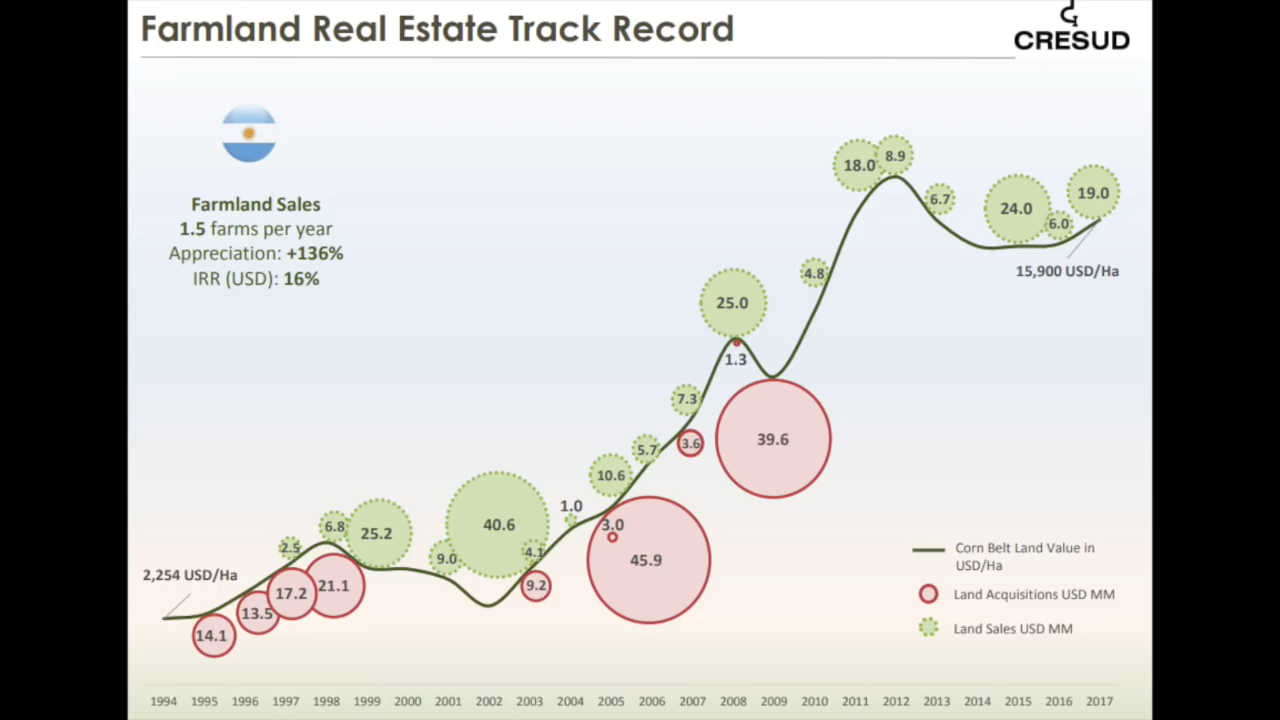 Farmland Real Estate Track Record
CRESUD
Farmland Sales
1.5 farms per year
Appreciation: +136%
IRR (USD): 16%
18.0
8.9
6.7
24.0
6.0
19.0
15,900 USD/Ha
4.8
25.0
1.3
7.3
3.6
39.6
5.7
10.6
1.0
3.0
45.9
40.6
4.1
9.2
9.0
25.2
6.8
2.5
2,254 USD/Ha
21.1
17.2
13.5
14.1
Corn Belt Land Value in
USD/Ha
Land Acquisitions USD MM
Land Sales USD MM
1994 1995 1996 1997 1998 1999 2000 2001 2002 2003 2004 2005 2006 2007 2008 2009 2010 2011 2012 2013 2014 2015 2016 2017